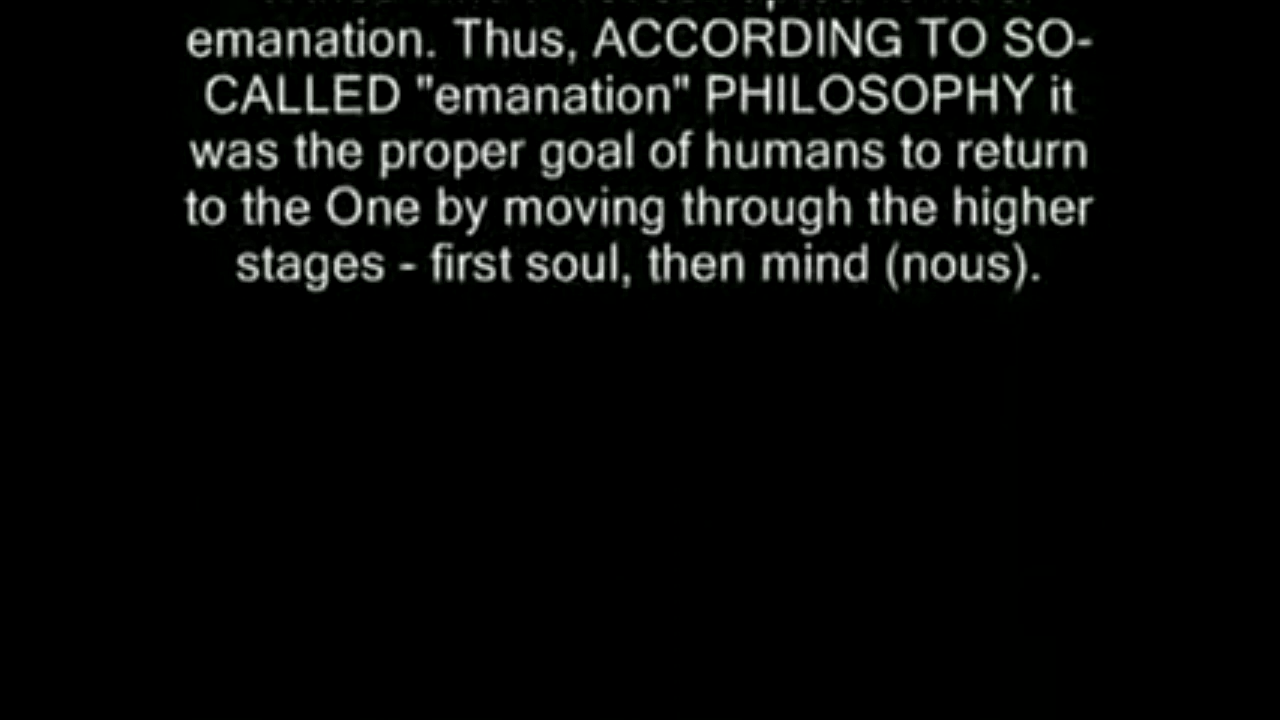 emanation. Thus, ACCORDING TO SO-
CALLED "emanation" PHILOSOPHY it
was the proper goal of humans to return
to the One by moving through the higher
stages - first soul, then mind (nous).